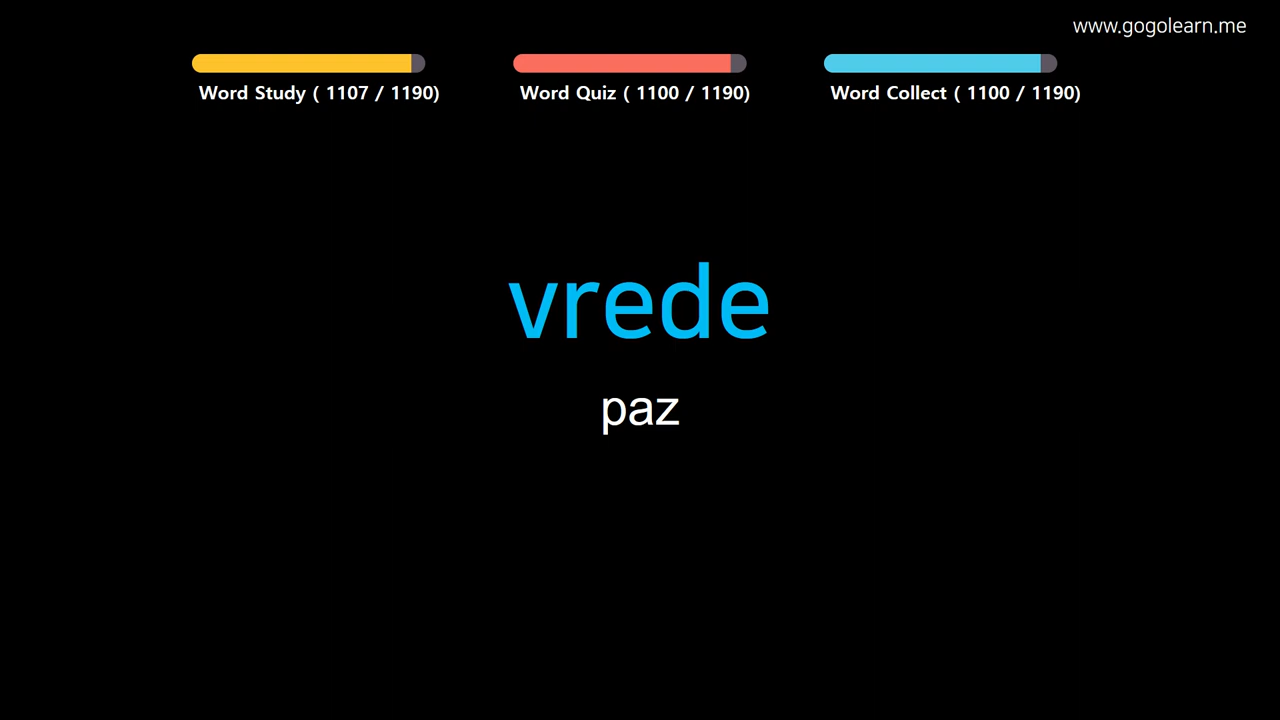 www.gogolearn.me
Word Study ( 1107 / 1190)
Word Quiz ( 1100 / 1190)
Word Collect ( 1100 / 1190)
vrede
paz